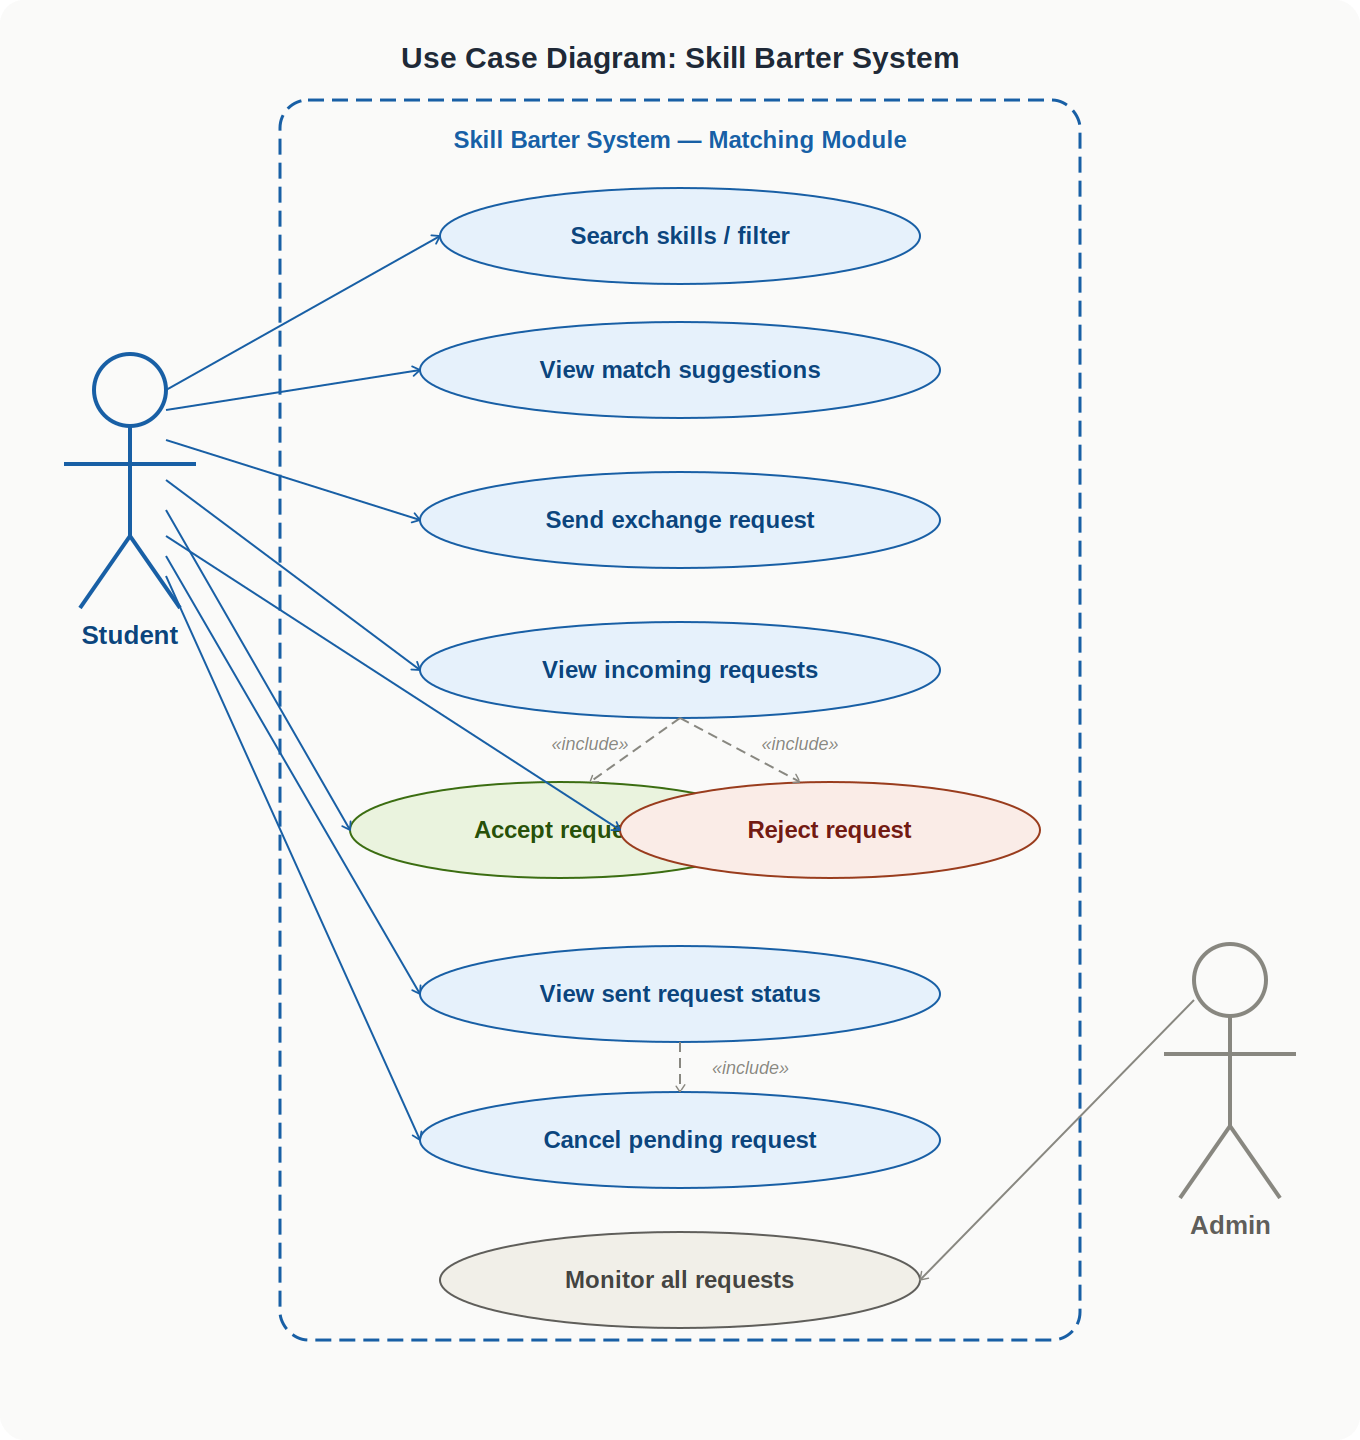 Use Case Diagram: Skill Barter System
Skill Barter System — Matching Module
Search skills / filter
View match suggestions
Send exchange request
View incoming requests
Student
«include»
«include»
Accept
Reject request
View sent request status
«include»
Cancel pending request
Admin
Monitor all requests